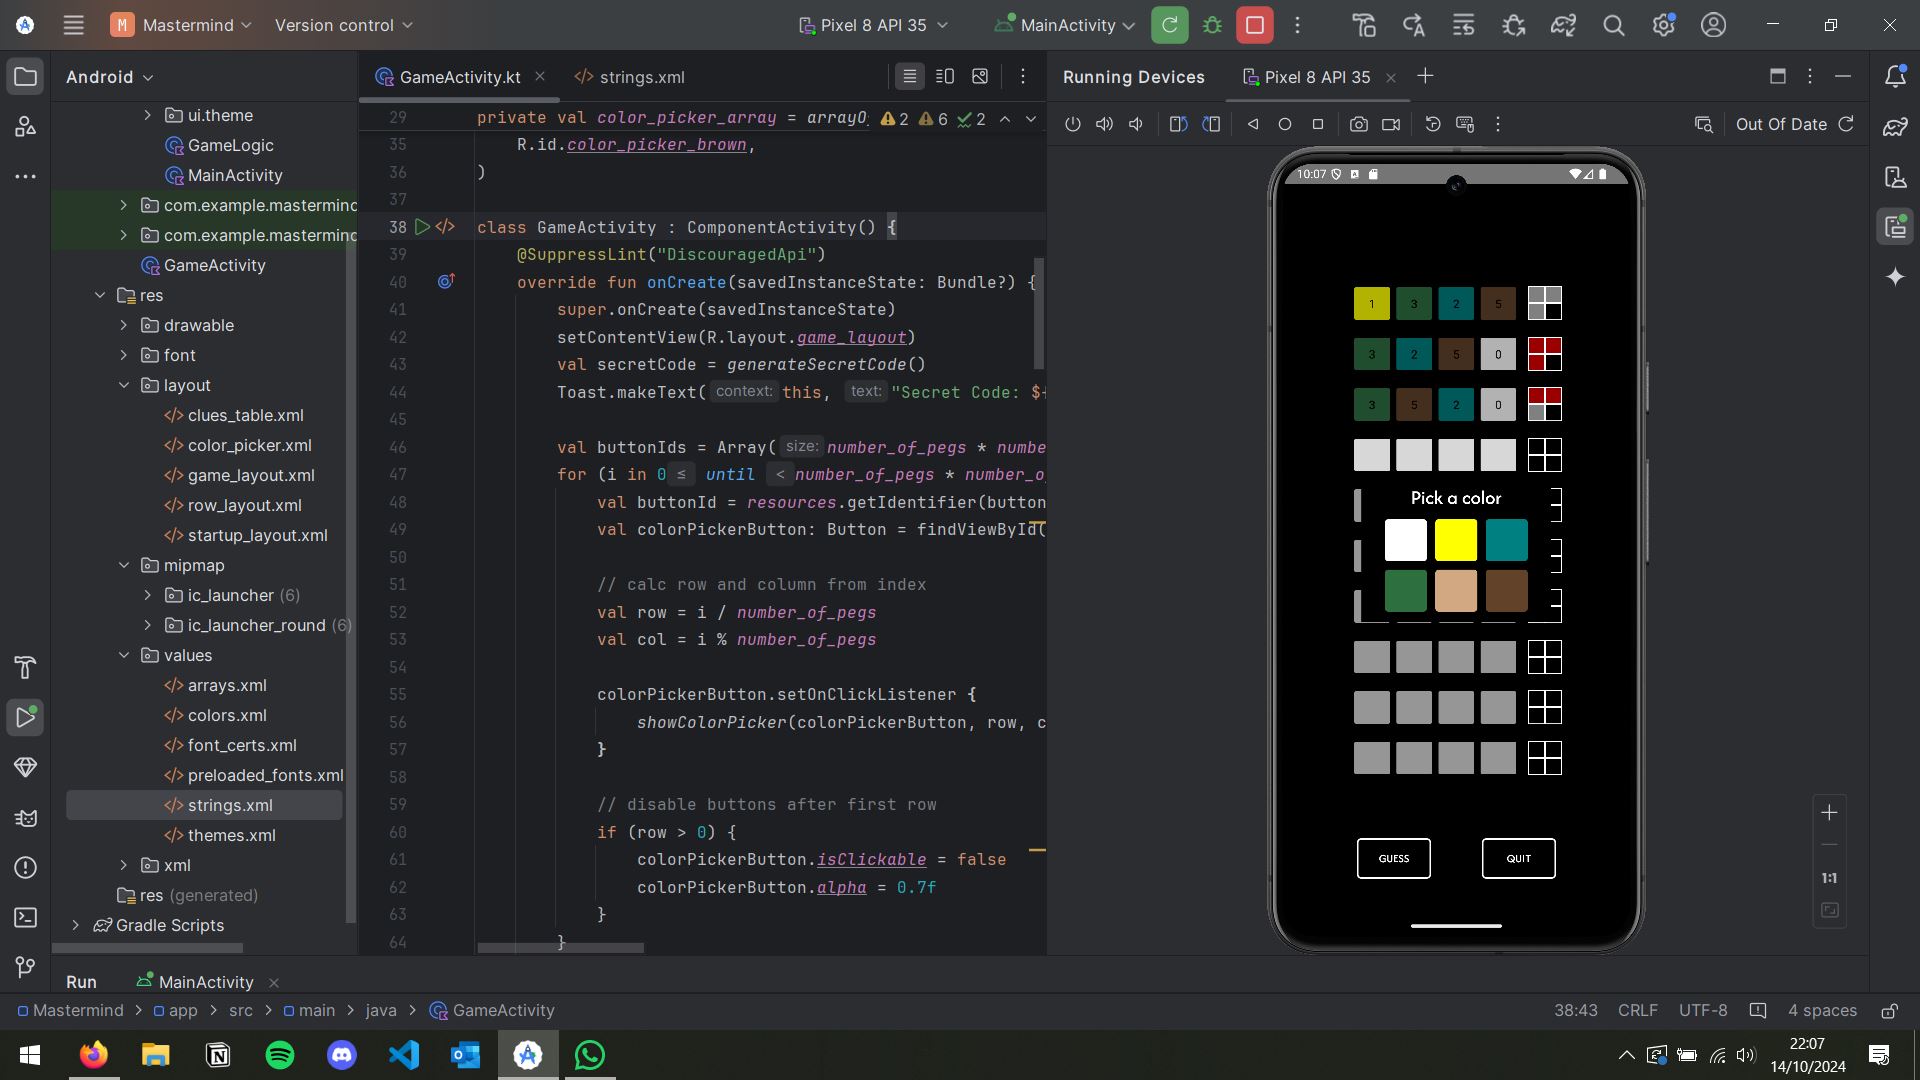 M Mastermind
Version control
Pixel 8 API 35
MainActivity
Android
GameActivity.kt
strings.xml
Running Devices
Pixel 8 API 35
Out Of Date
ui.theme
GameLogic
MainActivity
com.example.mastermind
com.example.mastermind
GameActivity
res
drawable
font
layout
clues_table.xml
color_picker.xml
game_layout.xml
row_layout.xml
startup_layout.xml
mipmap
ic_launcher (6)
ic_launcher_round (6)
values
arrays.xml
colors.xml
font_certs.xml
preloaded_fonts.xml
strings.xml
themes.xml
xml
res (generated)
Gradle Scripts
29 private val color_picker_array = arrayO
2 6 2
35 R.id.color_picker_brown,
36 )
37
38 class GameActivity : ComponentActivity() {
39 @SuppressLint("DiscouragedApi")
40 override fun onCreate(savedInstanceState: Bundle?) {
41 super.onCreate(savedInstanceState)
42 setContentView(R.layout.game_layout)
43 val secretCode = generateSecretCode()
44 Toast.makeText( context: this, text: "Secret Code: $
45
46 val buttonIds = Array( size: number_of_pegs * numbe
47 for (i in 0 ≤ until < number_of_pegs * number_o
48 val buttonId = resources.getIdentifier(button
49 val colorPickerButton: Button = findViewById(
50
51 // calc row and column from index
52 val row = i / number_of_pegs
53 val col = i % number_of_pegs
54
55 colorPickerButton.setOnClickListener {
56 showColorPicker(colorPickerButton, row, c
57 }
58
59 // disable buttons after first row
60 if (row > 0) {
61 colorPickerButton.isClickable = false
62 colorPickerButton.alpha = 0.7f
63 }
64 }
10:07
1 3 2 5
3 2 5 0
3 5 2 0
Pick a color
GUESS QUIT
1:1
Run
MainActivity
Mastermind > app > src > main > java > GameActivity
38:43 CRLF UTF-8 4 spaces
22:07
14/10/2024